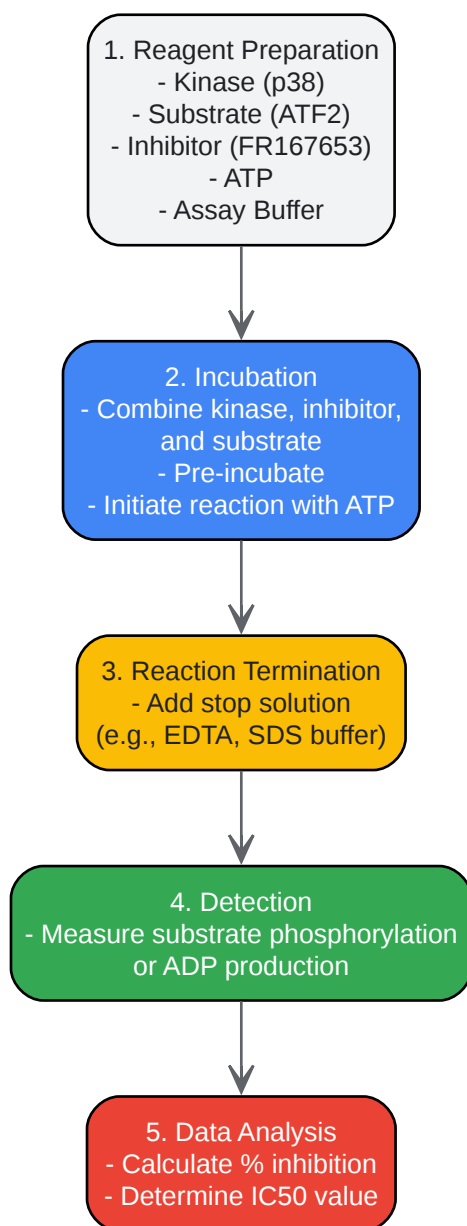 1. Reagent Preparation
- Kinase (p38)
- Substrate (ATF2)
- Inhibitor (FR167653)
- ATP
- Assay Buffer
2. Incubation
- Combine kinase, inhibitor,
and substrate
- Pre-incubate
- Initiate reaction with ATP
3. Reaction Termination
- Add stop solution
(e.g., EDTA, SDS buffer)
4. Detection
- Measure substrate phosphorylation
or ADP production
5. Data Analysis
- Calculate % inhibition
- Determine IC50 value